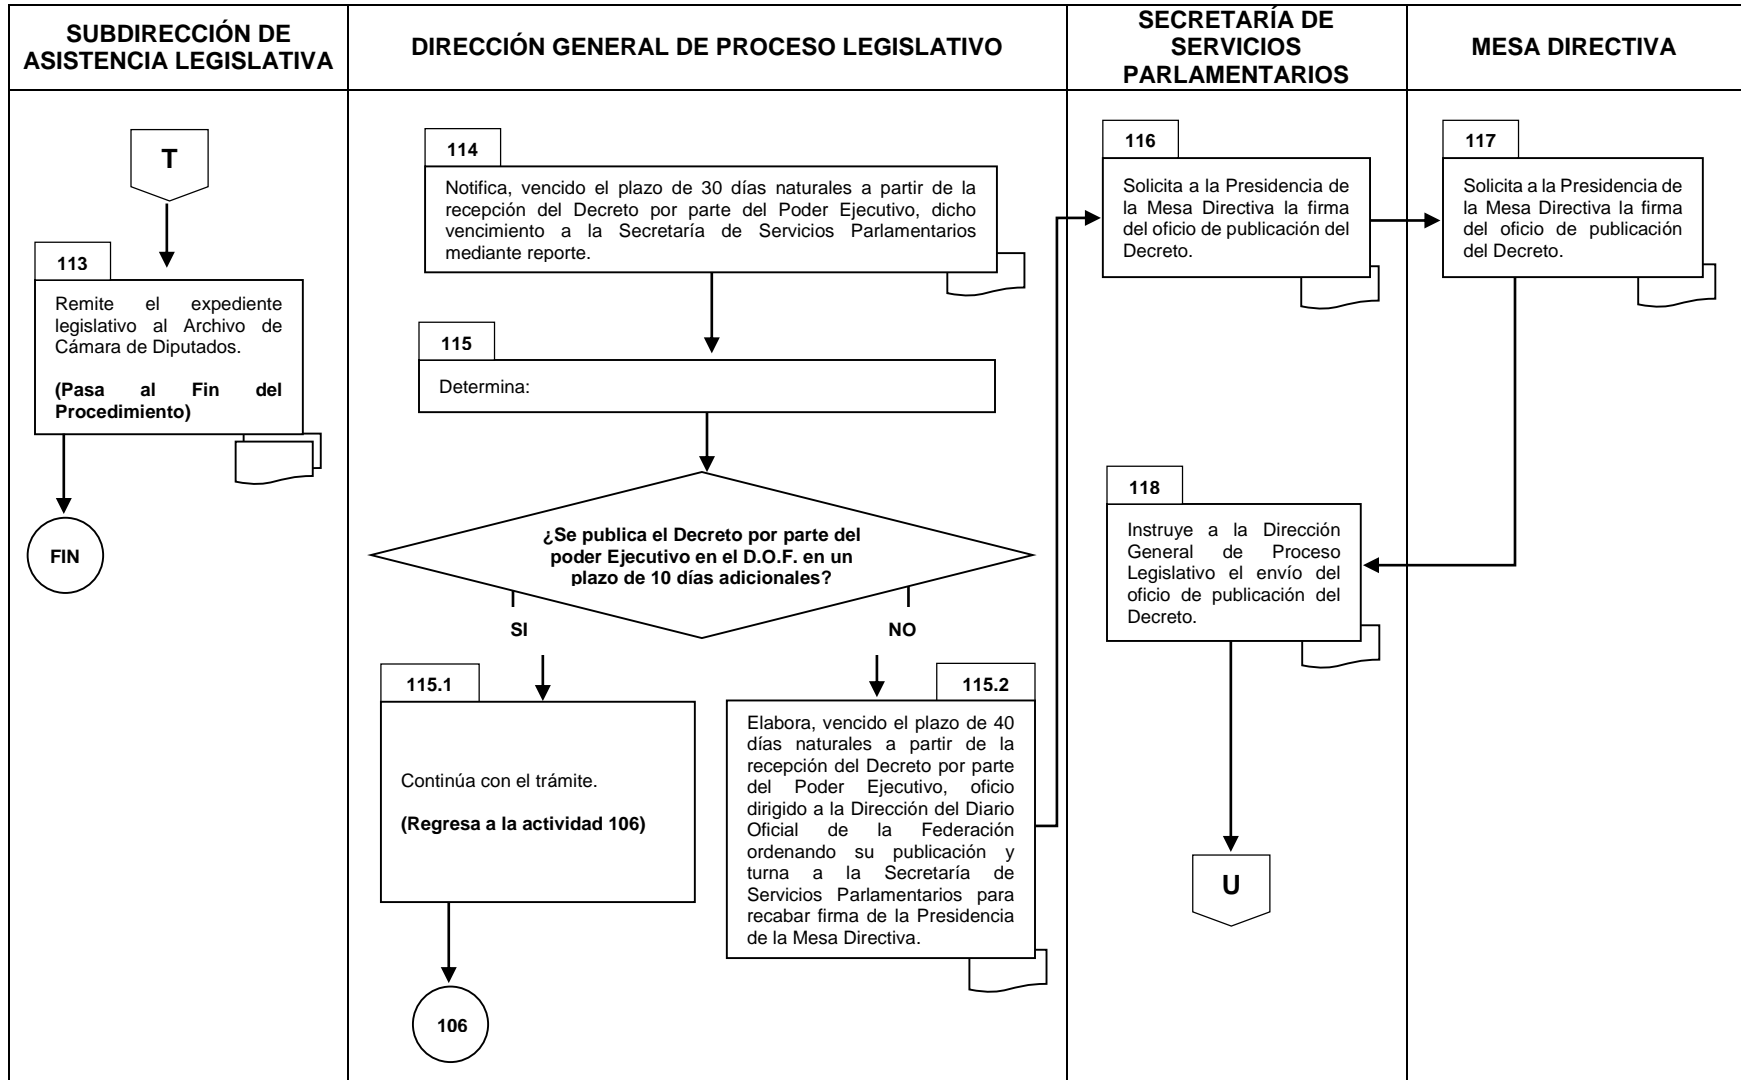 SUBDIRECCIÓN DE
ASISTENCIA LEGISLATIVA
DIRECCIÓN GENERAL DE PROCESO LEGISLATIVO
SECRETARÍA DE
SERVICIOS
PARLAMENTARIOS
MESA DIRECTIVA
T
113
Remite el expediente
legislativo al Archivo de
Cámara de Diputados.
(Pasa al Fin del
Procedimiento)
FIN
114
Notifica, vencido el plazo de 30 días naturales a partir de la
recepción del Decreto por parte del Poder Ejecutivo, dicho
vencimiento a la Secretaría de Servicios Parlamentarios
mediante reporte.
115
Determina:
¿Se publica el Decreto por parte del
poder Ejecutivo en el D.O.F. en un
plazo de 10 días adicionales?
SI
NO
115.1
Continúa con el trámite.
(Regresa a la actividad 106)
106
115.2
Elabora, vencido el plazo de 40
días naturales a partir de la
recepción del Decreto por parte
del Poder Ejecutivo, oficio
dirigido a la Dirección del Diario
Oficial de la Federación
ordenando su publicación y
turna a la Secretaría de
Servicios Parlamentarios para
recabar firma de la Presidencia
de la Mesa Directiva.
116
Solicita a la Presidencia de
la Mesa Directiva la firma
del oficio de publicación del
Decreto.
117
Solicita a la Presidencia de
la Mesa Directiva la firma
del oficio de publicación
del Decreto.
118
Instruye a la Dirección
General de Proceso
Legislativo el envío del
oficio de publicación del
Decreto.
U